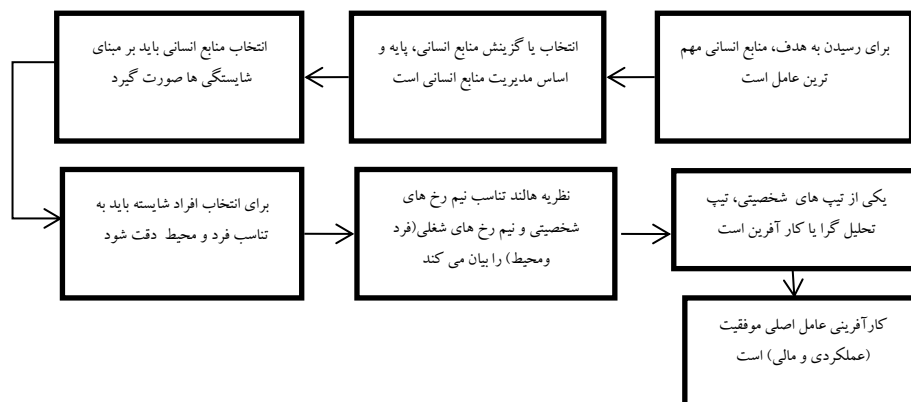 برای رسیدن به هدف، منابع انسانی مهم
ترین عامل است
انتخاب یا گزینش منابع انسانی، پایه و
اساس مدیریت منابع انسانی است
انتخاب منابع انسانی باید بر مبنای
شایستگی ها صورت گیرد
برای انتخاب افراد شایسته باید به
تناسب فرد و محیط دقت شود
نظریه هالند تناسب نیم رخ های
شخصیتی و نیم رخ های شغلی(فرد
ومحیط) را بیان می کند
یکی از تیپ های شخصیتی، تیپ
تحلیل گرا یا کار آفرین است
کارآفرینی عامل اصلی موفقیت
(عملکردی و مالی) است